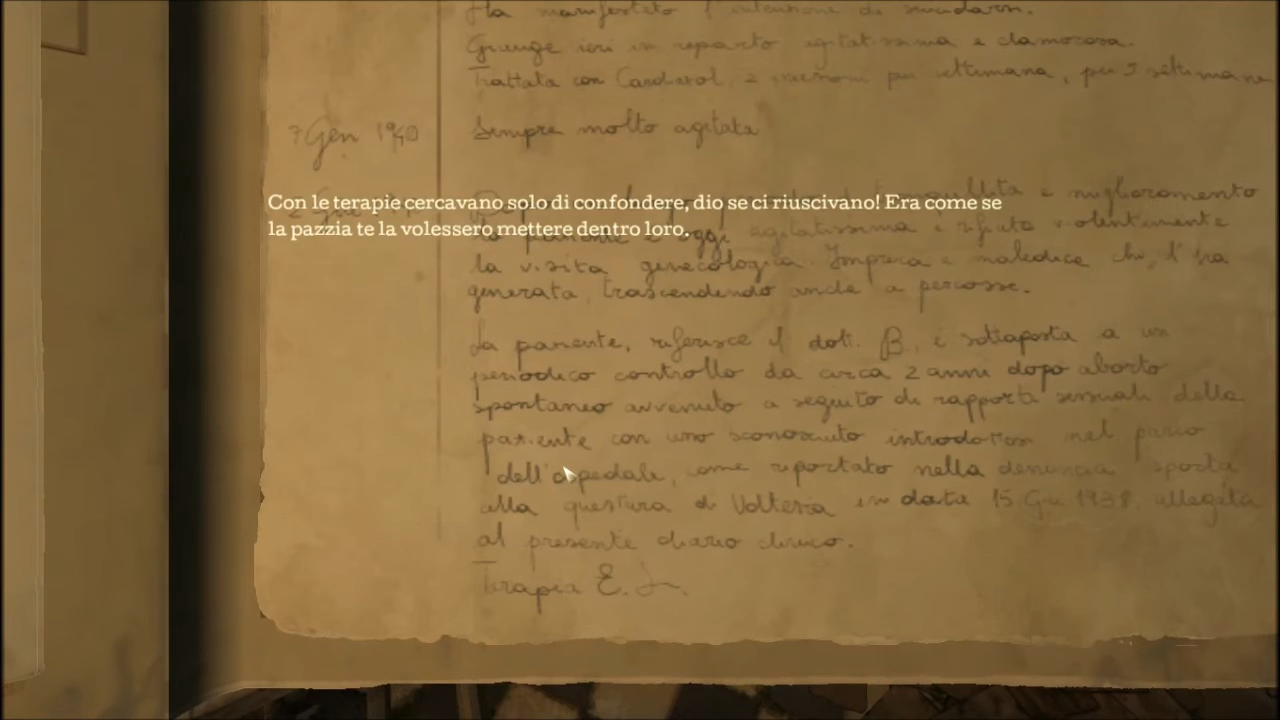 Ha manifestato l'intenzione di suicidarsi.
Giunge ieri in reparto agitatissima e clamorosa.
Trattata con Cardiazol, 2 iniezioni per settimana, per 5 settimane
7 Gen 1940 Sempre molto agitata
Con le terapie cercavano solo di confondere, dio se ci riuscivano! Era come se
la pazzia te la volessero mettere dentro loro.
tranquillità e miglioramento
oggi agitatissima e rifiuta violentemente
la visita ginecologica. Impreca e maledice chi l'ha
generata, trascendendo anche a percosse.
La paziente, riferisce il dott. B, è sottoposta a un
periodico controllo da circa 2 anni dopo aborto
spontaneo avvenuto a seguito di rapporti sessuali della
paziente con uno sconosciuto introdottosi nel parco
dell'ospedale, come riportato nella denuncia sporta
alla questura di Volterra in data 15 Giu 1938, allegata
al presente diario clinico.
Terapia E.